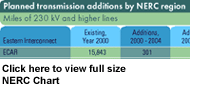 Planned transmission additions by NERC region
Miles of 230 kV and higher lines
Existing, Additions,
Eastern Interconnect Year 2000 2000 - 2004
ECAR 15,843 301
Click here to view full size
NERC Chart